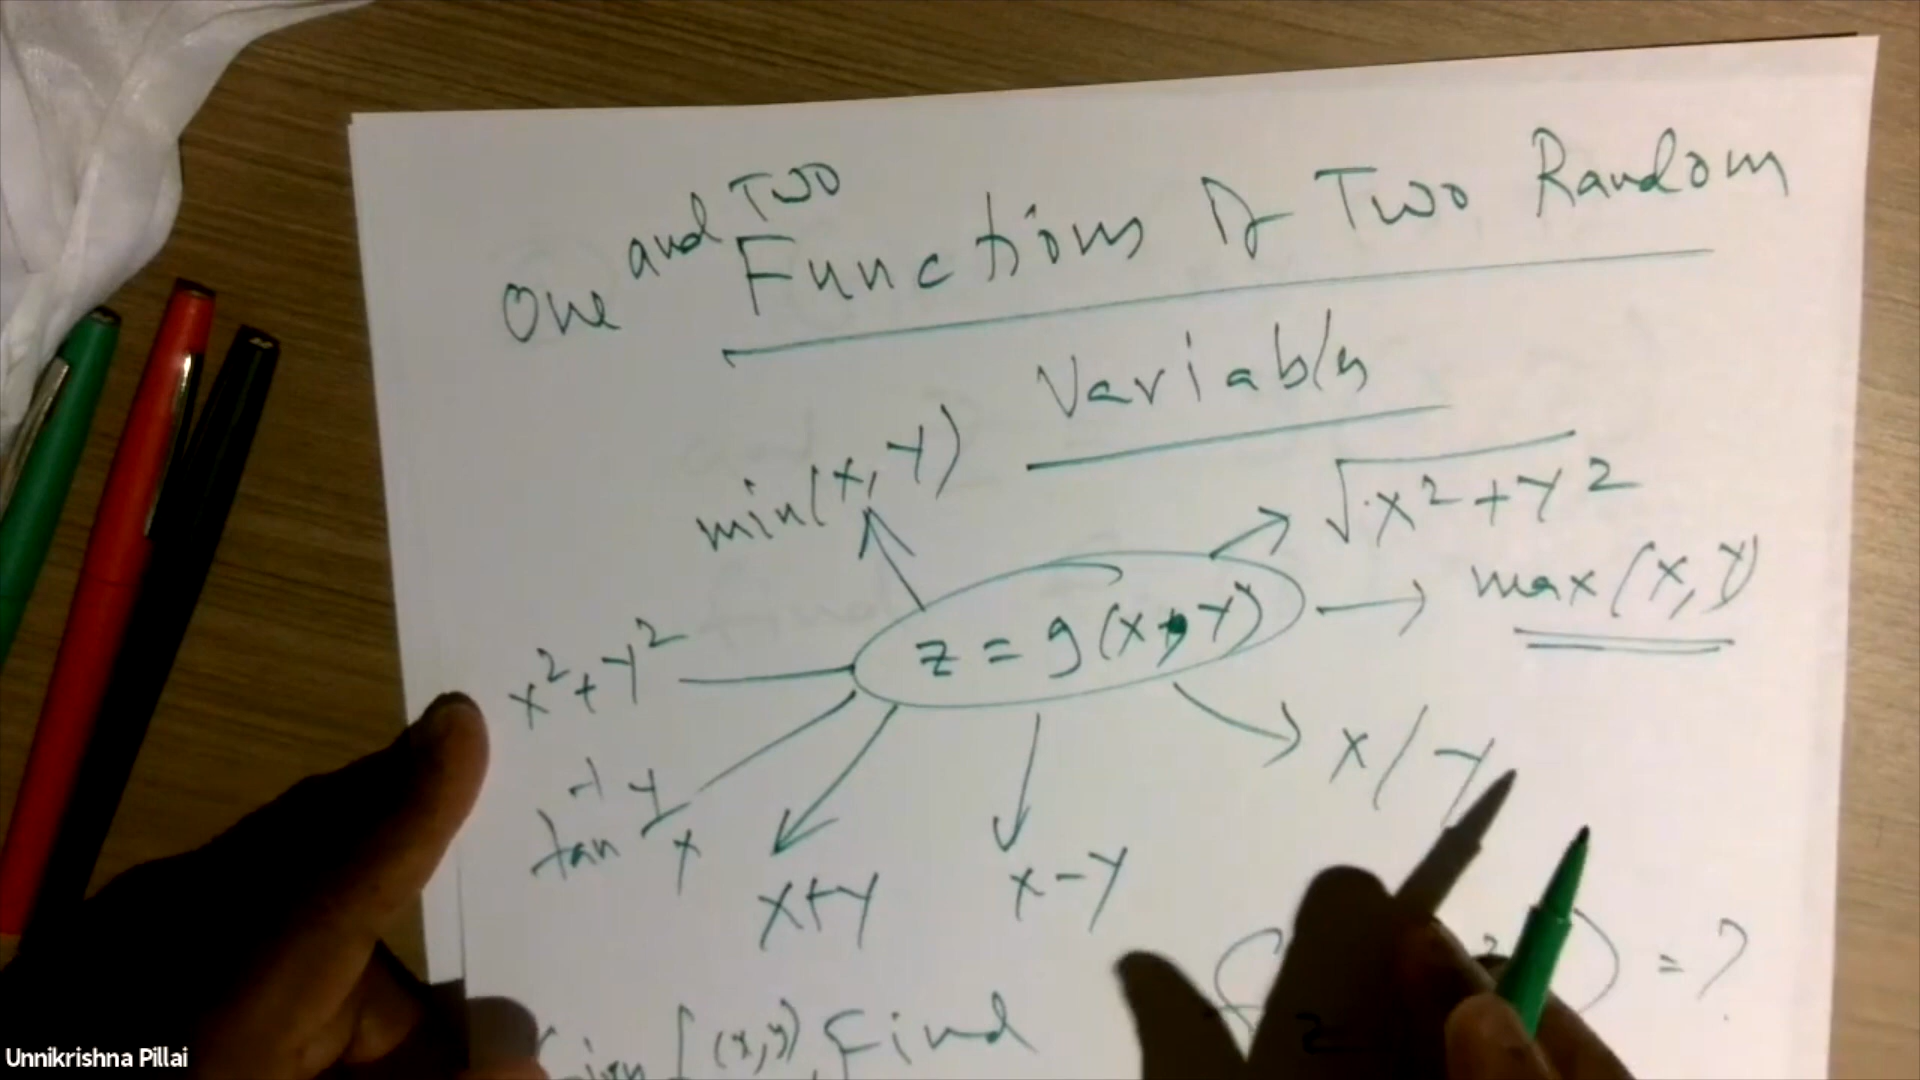 One and Two Functions of Two Random
Variables
min(X, Y)
√X²+Y²
max(X, Y)
Z = g(X, Y)
X²+Y²
X/Y
tan⁻¹ Y/X
X+Y
X-Y
= ?
(x,y), Find
Unnikrishna Pillai